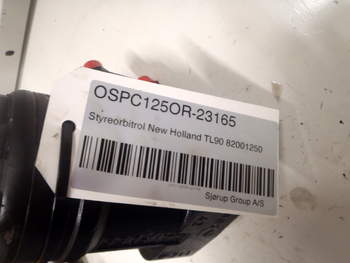 OSPC125OR-23165
Styreorbitrol New Holland TL90 82001250
Sjørup Group A/S